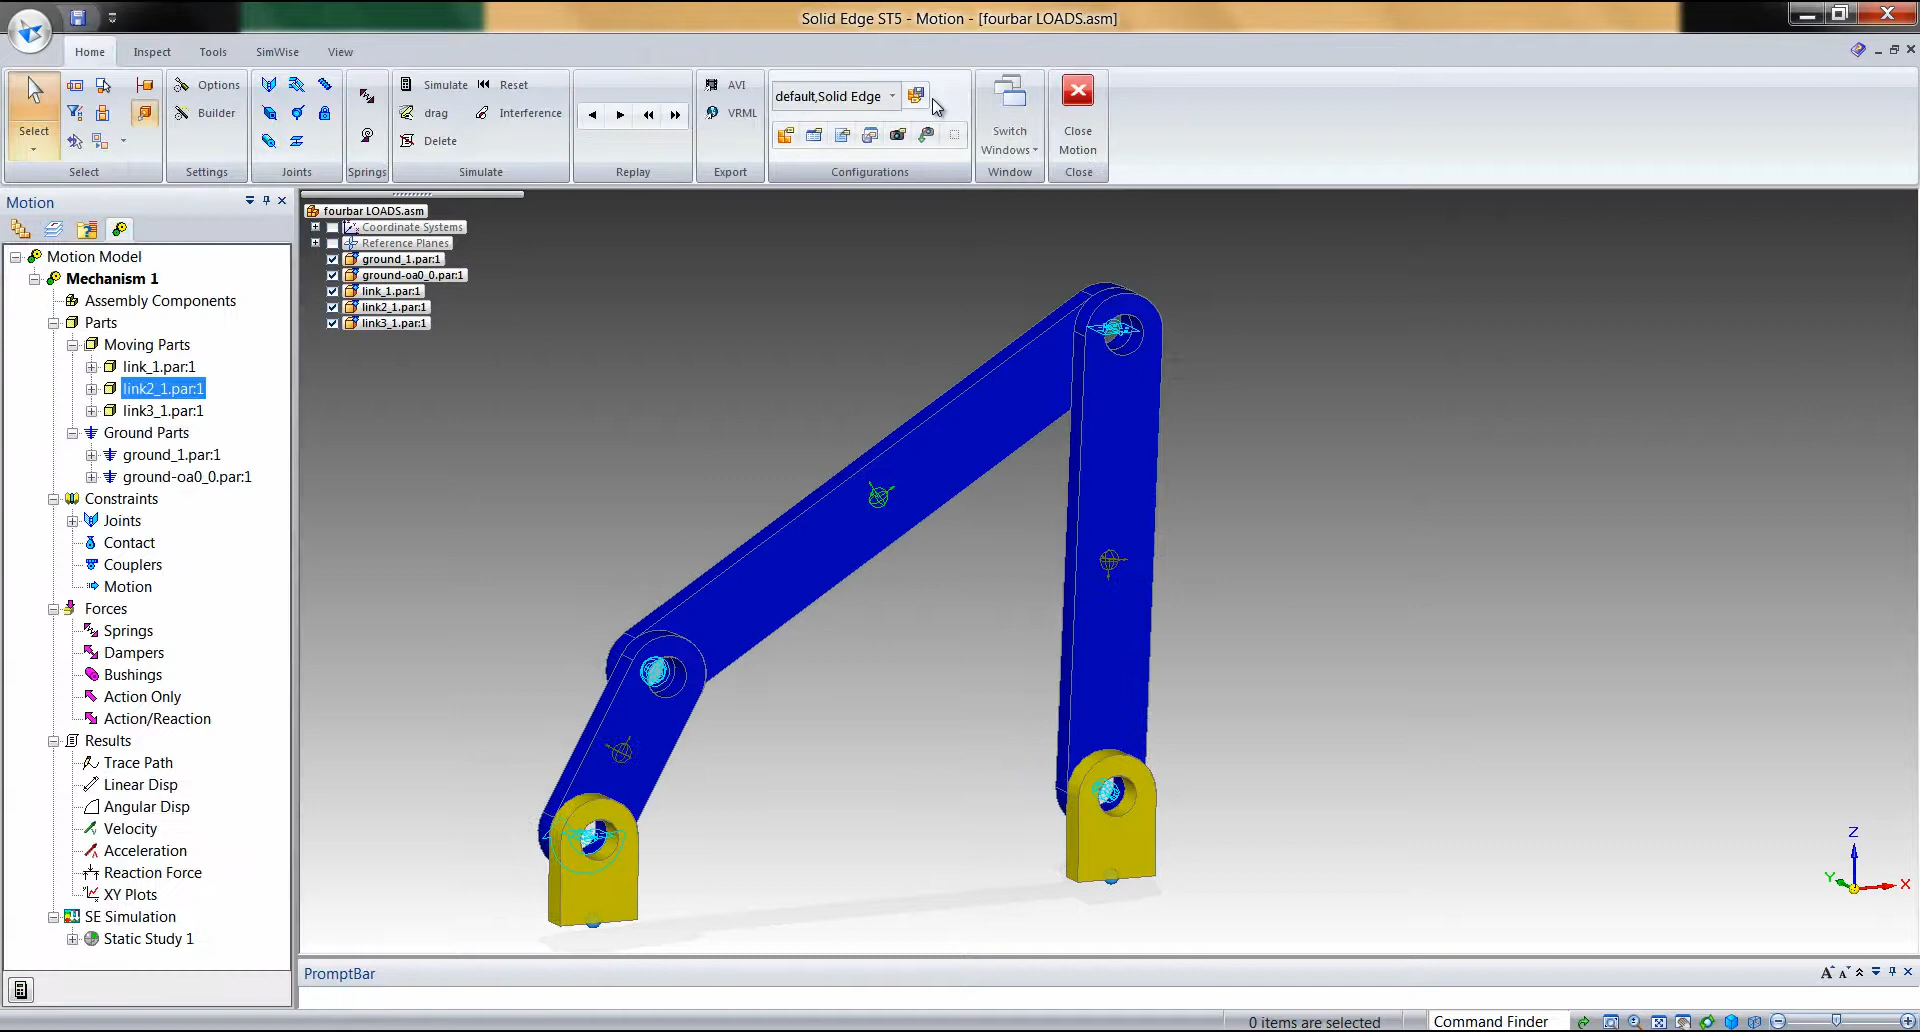 Solid Edge ST5 - Motion - [fourbar LOADS.asm]
Home Inspect Tools SimWise View
Select
Select
Options
Builder
Settings
Joints
Springs
Simulate Reset
drag Interference
Delete
Simulate
Replay
AVI
VRML
Export
default,Solid Edge
Configurations
Switch
Windows
Window
Close
Motion
Close
Motion
Motion Model
Mechanism 1
Assembly Components
Parts
Moving Parts
link_1.par:1
link2_1.par:1
link3_1.par:1
Ground Parts
ground_1.par:1
ground-oa0_0.par:1
Constraints
Joints
Contact
Couplers
Motion
Forces
Springs
Dampers
Bushings
Action Only
Action/Reaction
Results
Trace Path
Linear Disp
Angular Disp
Velocity
Acceleration
Reaction Force
XY Plots
SE Simulation
Static Study 1
fourbar LOADS.asm
Coordinate Systems
Reference Planes
ground_1.par:1
ground-oa0_0.par:1
link_1.par:1
link2_1.par:1
link3_1.par:1
Z
Y
X
PromptBar
A A
0 items are selected
Command Finder